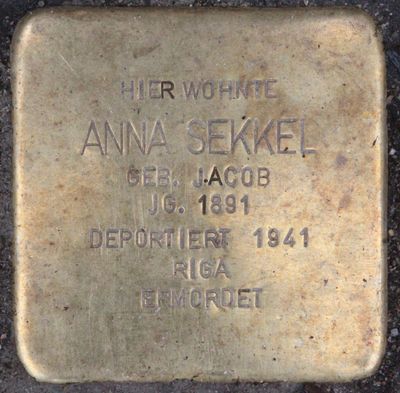 HIER WOHNTE
ANNA SEKKEL
GEB. JACOB
JG. 1891
DEPORTIERT 1941
RIGA
ERMORDET